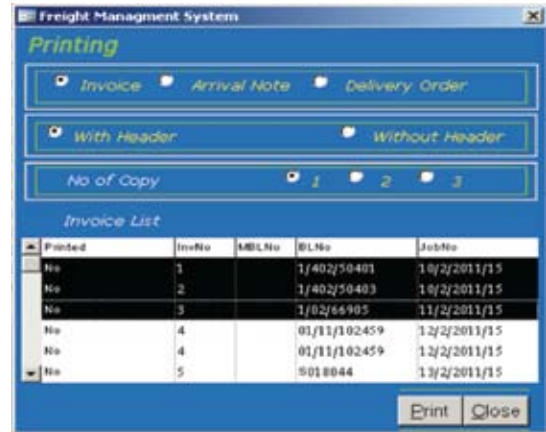 Freight Managment System
Printing
Invoice Arrival Note Delivery Order
With Header Without Header
No of Copy 1 2 3
Invoice List
Printed InvNo MBLNo BLNo JobNo
No 1 1/402/50401 10/2/2011/15
No 2 1/402/50403 10/2/2011/15
No 3 1/02/66905 11/2/2011/15
No 4 01/11/102459 12/2/2011/15
No 4 01/11/102459 12/2/2011/15
No 5 S018044 13/2/2011/15
Print Close